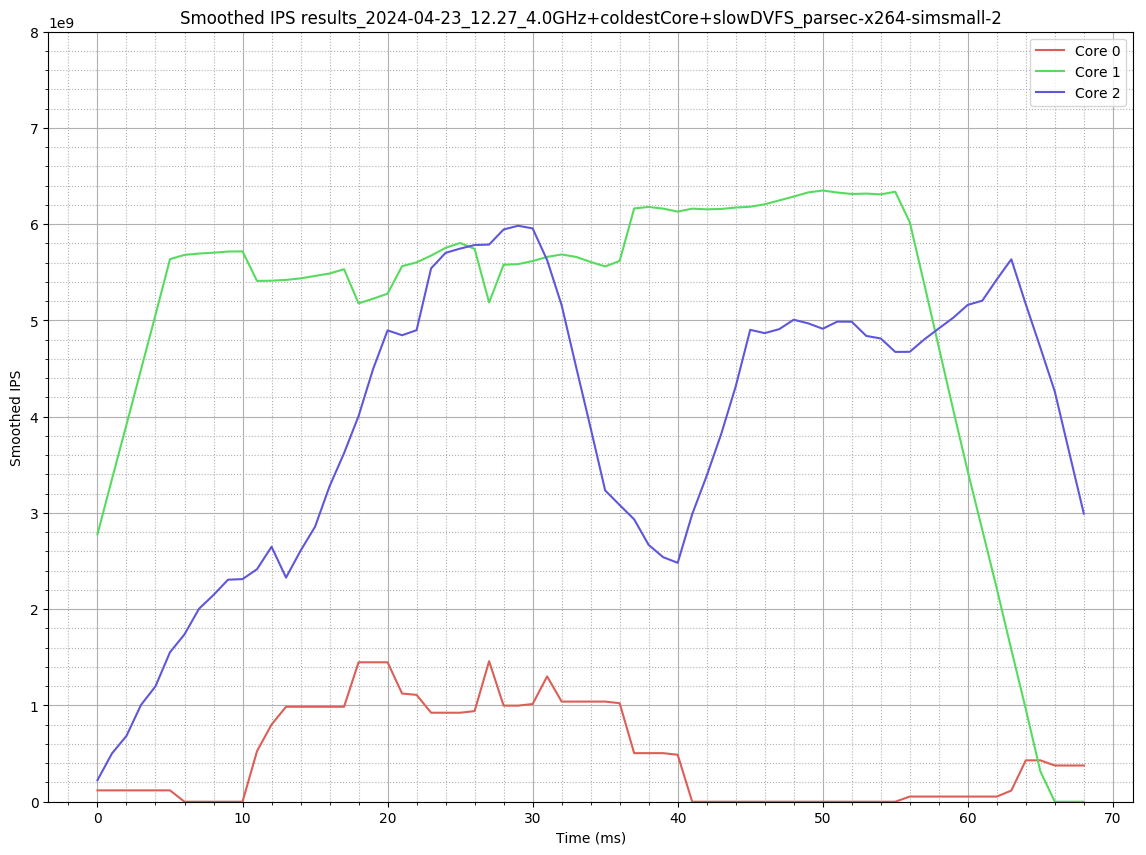 Smoothed IPS results_2024-04-23_12.27_4.0GHz+coldestCore+slowDVFS_parsec-x264-simsmall-2
1e9
8
7
6
5
4
3
2
1
0
Smoothed IPS
Core 0
Core 1
Core 2
0 10 20 30 40 50 60 70
Time (ms)